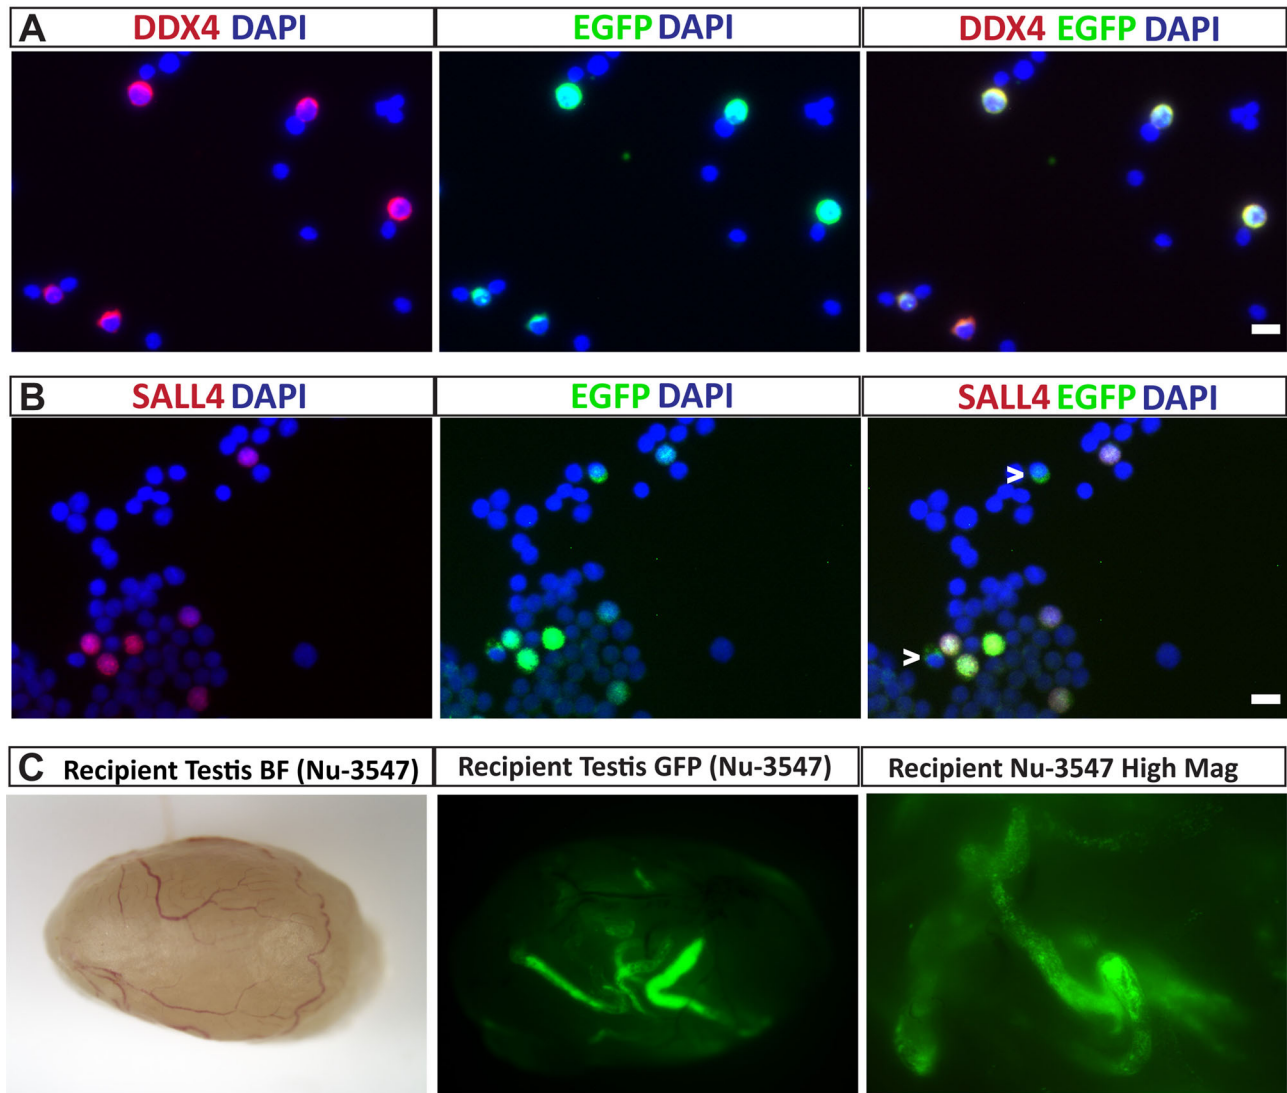 A DDX4 DAPI EGFP DAPI DDX4 EGFP DAPI
B SALL4 DAPI EGFP DAPI SALL4 EGFP DAPI
>
>
C Recipient Testis BF (Nu-3547) Recipient Testis GFP (Nu-3547) Recipient Nu-3547 High Mag